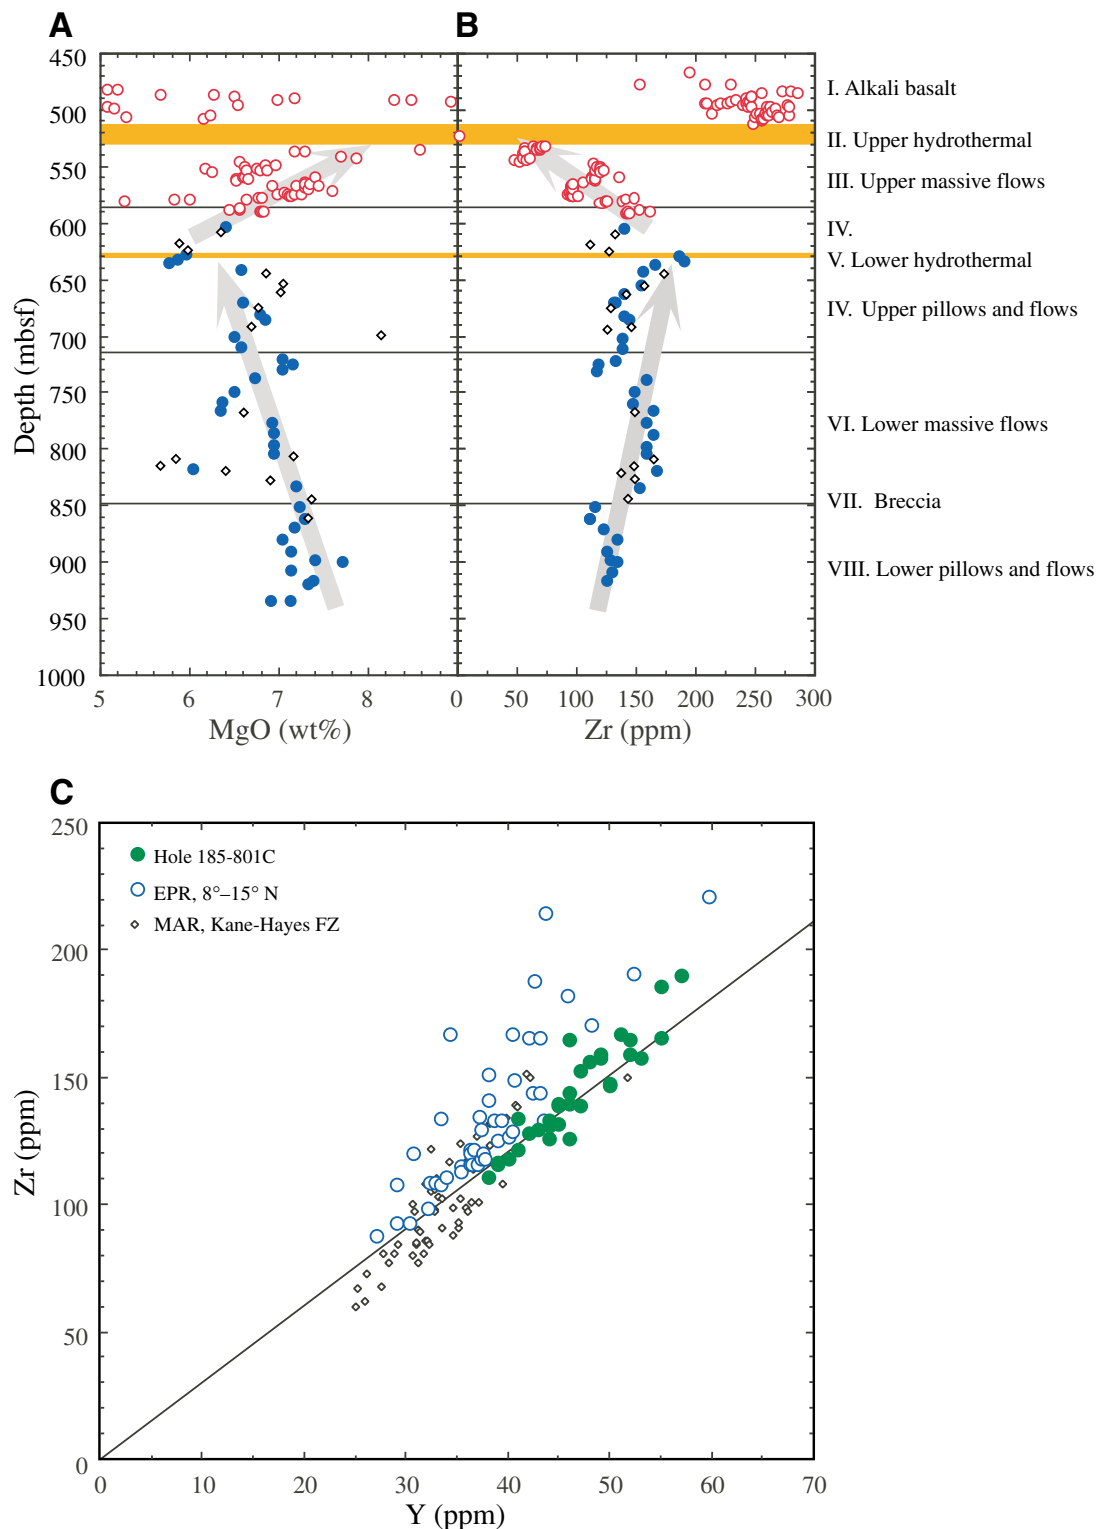 A
B
450
500
550
600
650
700
750
800
850
900
950
1000
Depth (mbsf)
5
6
7
8
MgO (wt%)
0
50
100
150
200
250
300
Zr (ppm)
I. Alkali basalt
II. Upper hydrothermal
III. Upper massive flows
IV.
V. Lower hydrothermal
IV. Upper pillows and flows
VI. Lower massive flows
VII. Breccia
VIII. Lower pillows and flows
C
250
200
150
100
50
0
Zr (ppm)
Hole 185-801C
EPR, 8°–15° N
MAR, Kane-Hayes FZ
0
10
20
30
40
50
60
70
Y (ppm)